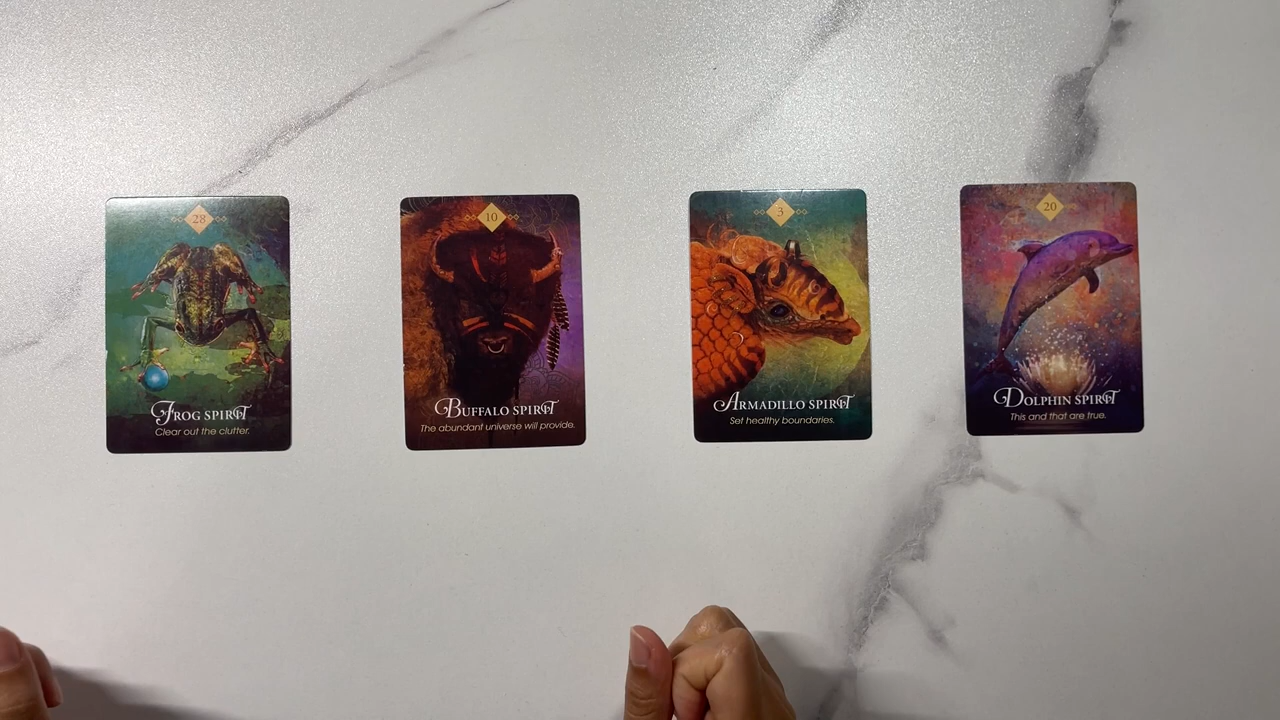 28
FROG SPIRIT
Clear out the clutter.
10
BUFFALO SPIRIT
The abundant universe will provide.
3
ARMADILLO SPIRIT
Set healthy boundaries.
20
DOLPHIN SPIRIT
This and that are true.